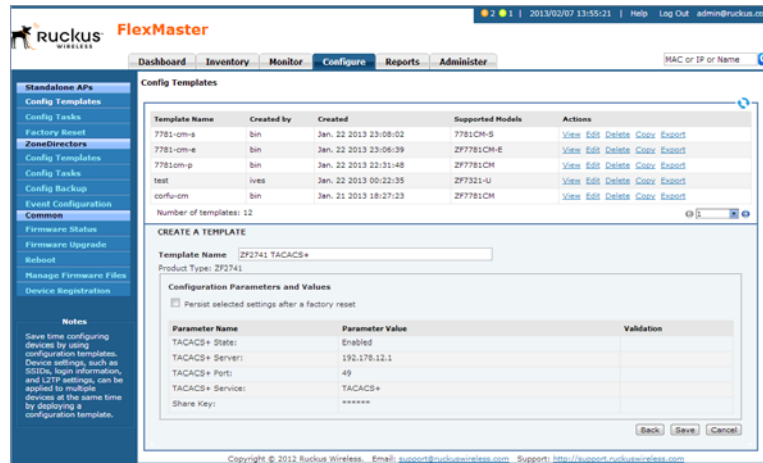 2 1 | 2013/02/07 13:55:21 | Help Log Out admin@ruckus.co
Ruckus WIRELESS FlexMaster
Dashboard Inventory Monitor Configure Reports Administer MAC or IP or Name
Standalone APs
Config Templates
Config Tasks
Factory Reset
ZoneDirectors
Config Templates
Config Tasks
Config Backup
Event Configuration
Common
Firmware Status
Firmware Upgrade
Reboot
Manage Firmware Files
Device Registration
Notes
Save time configuring
devices by using
configuration templates.
Device settings, such as
SSIDs, login information,
and L2TP settings, can be
applied to multiple
devices at the same time
by deploying a
configuration template.
Config Templates
Template Name Created by Created Supported Models Actions
7781-cm-s bin Jan. 22 2013 23:08:02 7781CM-S View Edit Delete Copy Export
7781-cm-e bin Jan. 22 2013 23:06:39 ZF7781CM-E View Edit Delete Copy Export
7781cm-p bin Jan. 22 2013 22:31:48 ZF7781CM View Edit Delete Copy Export
test ives Jan. 22 2013 00:22:35 ZF7321-U View Edit Delete Copy Export
corfu-cm bin Jan. 21 2013 18:27:23 ZF7781CM View Edit Delete Copy Export
Number of templates: 12 1
CREATE A TEMPLATE
Template Name ZF2741 TACACS+
Product Type: ZF2741
Configuration Parameters and Values
Persist selected settings after a factory reset
Parameter Name Parameter Value Validation
TACACS+ State: Enabled
TACACS+ Server: 192.178.12.1
TACACS+ Port: 49
TACACS+ Service: TACACS+
Share Key: ******
Back Save Cancel
Copyright © 2012 Ruckus Wireless. Email: support@ruckuswireless.com Support: http://support.ruckuswireless.com